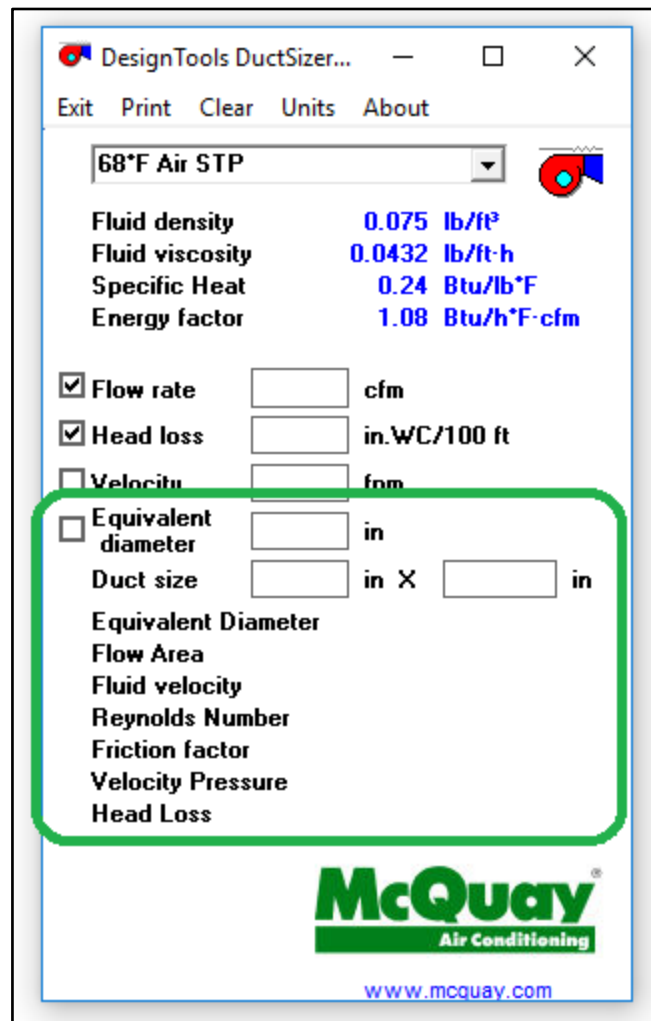 DesignTools DuctSizer...
Exit Print Clear Units About
68°F Air STP
Fluid density 0.075 lb/ft³
Fluid viscosity 0.0432 lb/ft·h
Specific Heat 0.24 Btu/lb°F
Energy factor 1.08 Btu/h°F·cfm
Flow rate cfm
Head loss in.WC/100 ft
Velocity fpm
Equivalent
diameter in
Duct size in X in
Equivalent Diameter
Flow Area
Fluid velocity
Reynolds Number
Friction factor
Velocity Pressure
Head Loss
McQuay®
Air Conditioning
www.mcquay.com